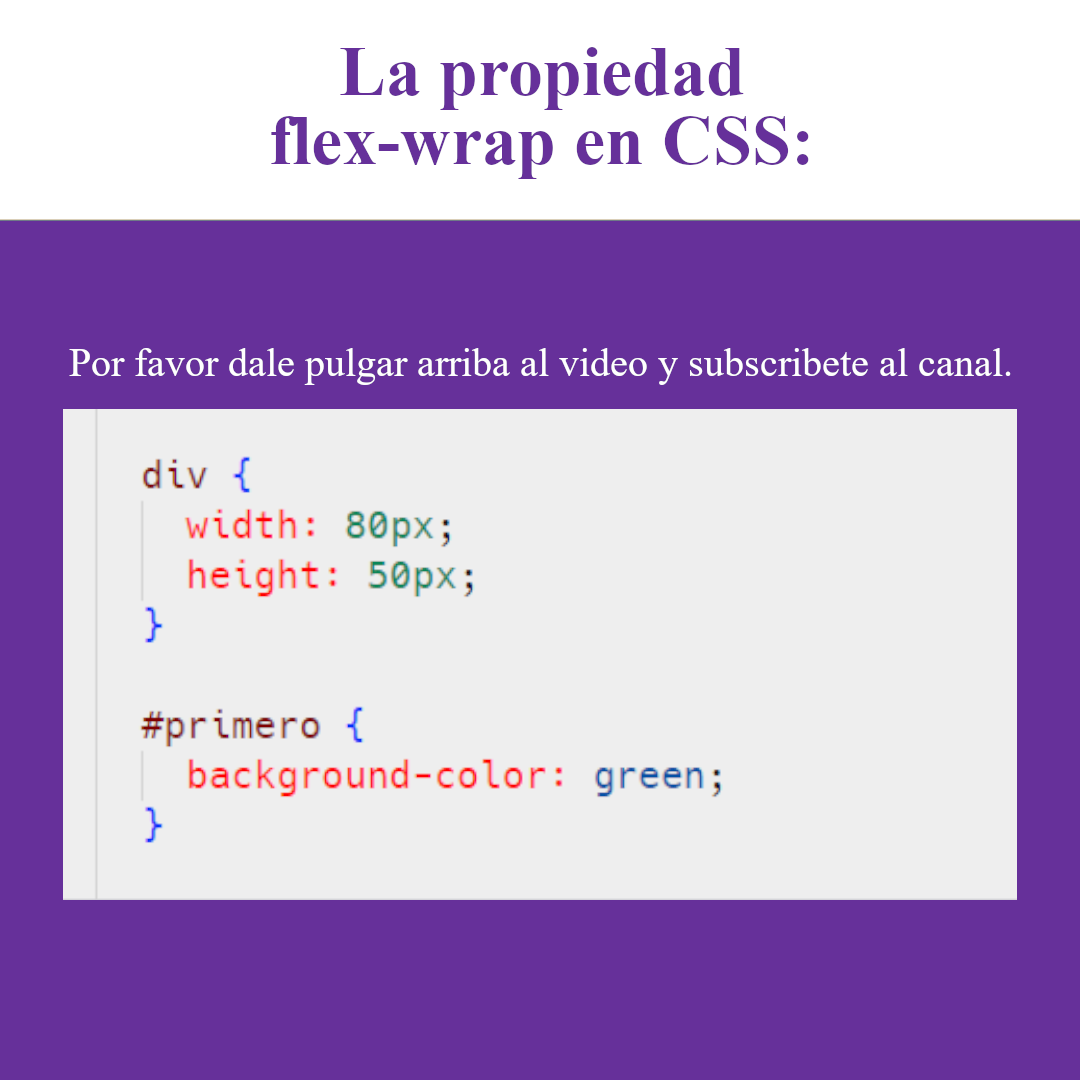 La propiedad
flex-wrap en CSS:
Por favor dale pulgar arriba al video y subscribete al canal.
div {
width: 80px;
height: 50px;
}
#primero {
background-color: green;
}